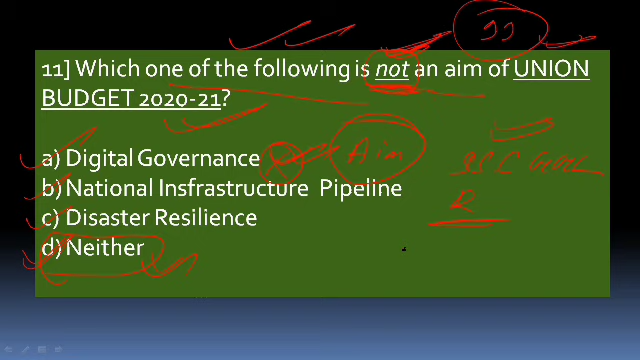 11
11] Which one of the following is not an aim of UNION
BUDGET 2020-21?
a) Digital Governance
Aim
b) National Insfrastructure Pipeline
c) Disaster Resilience
d) Neither